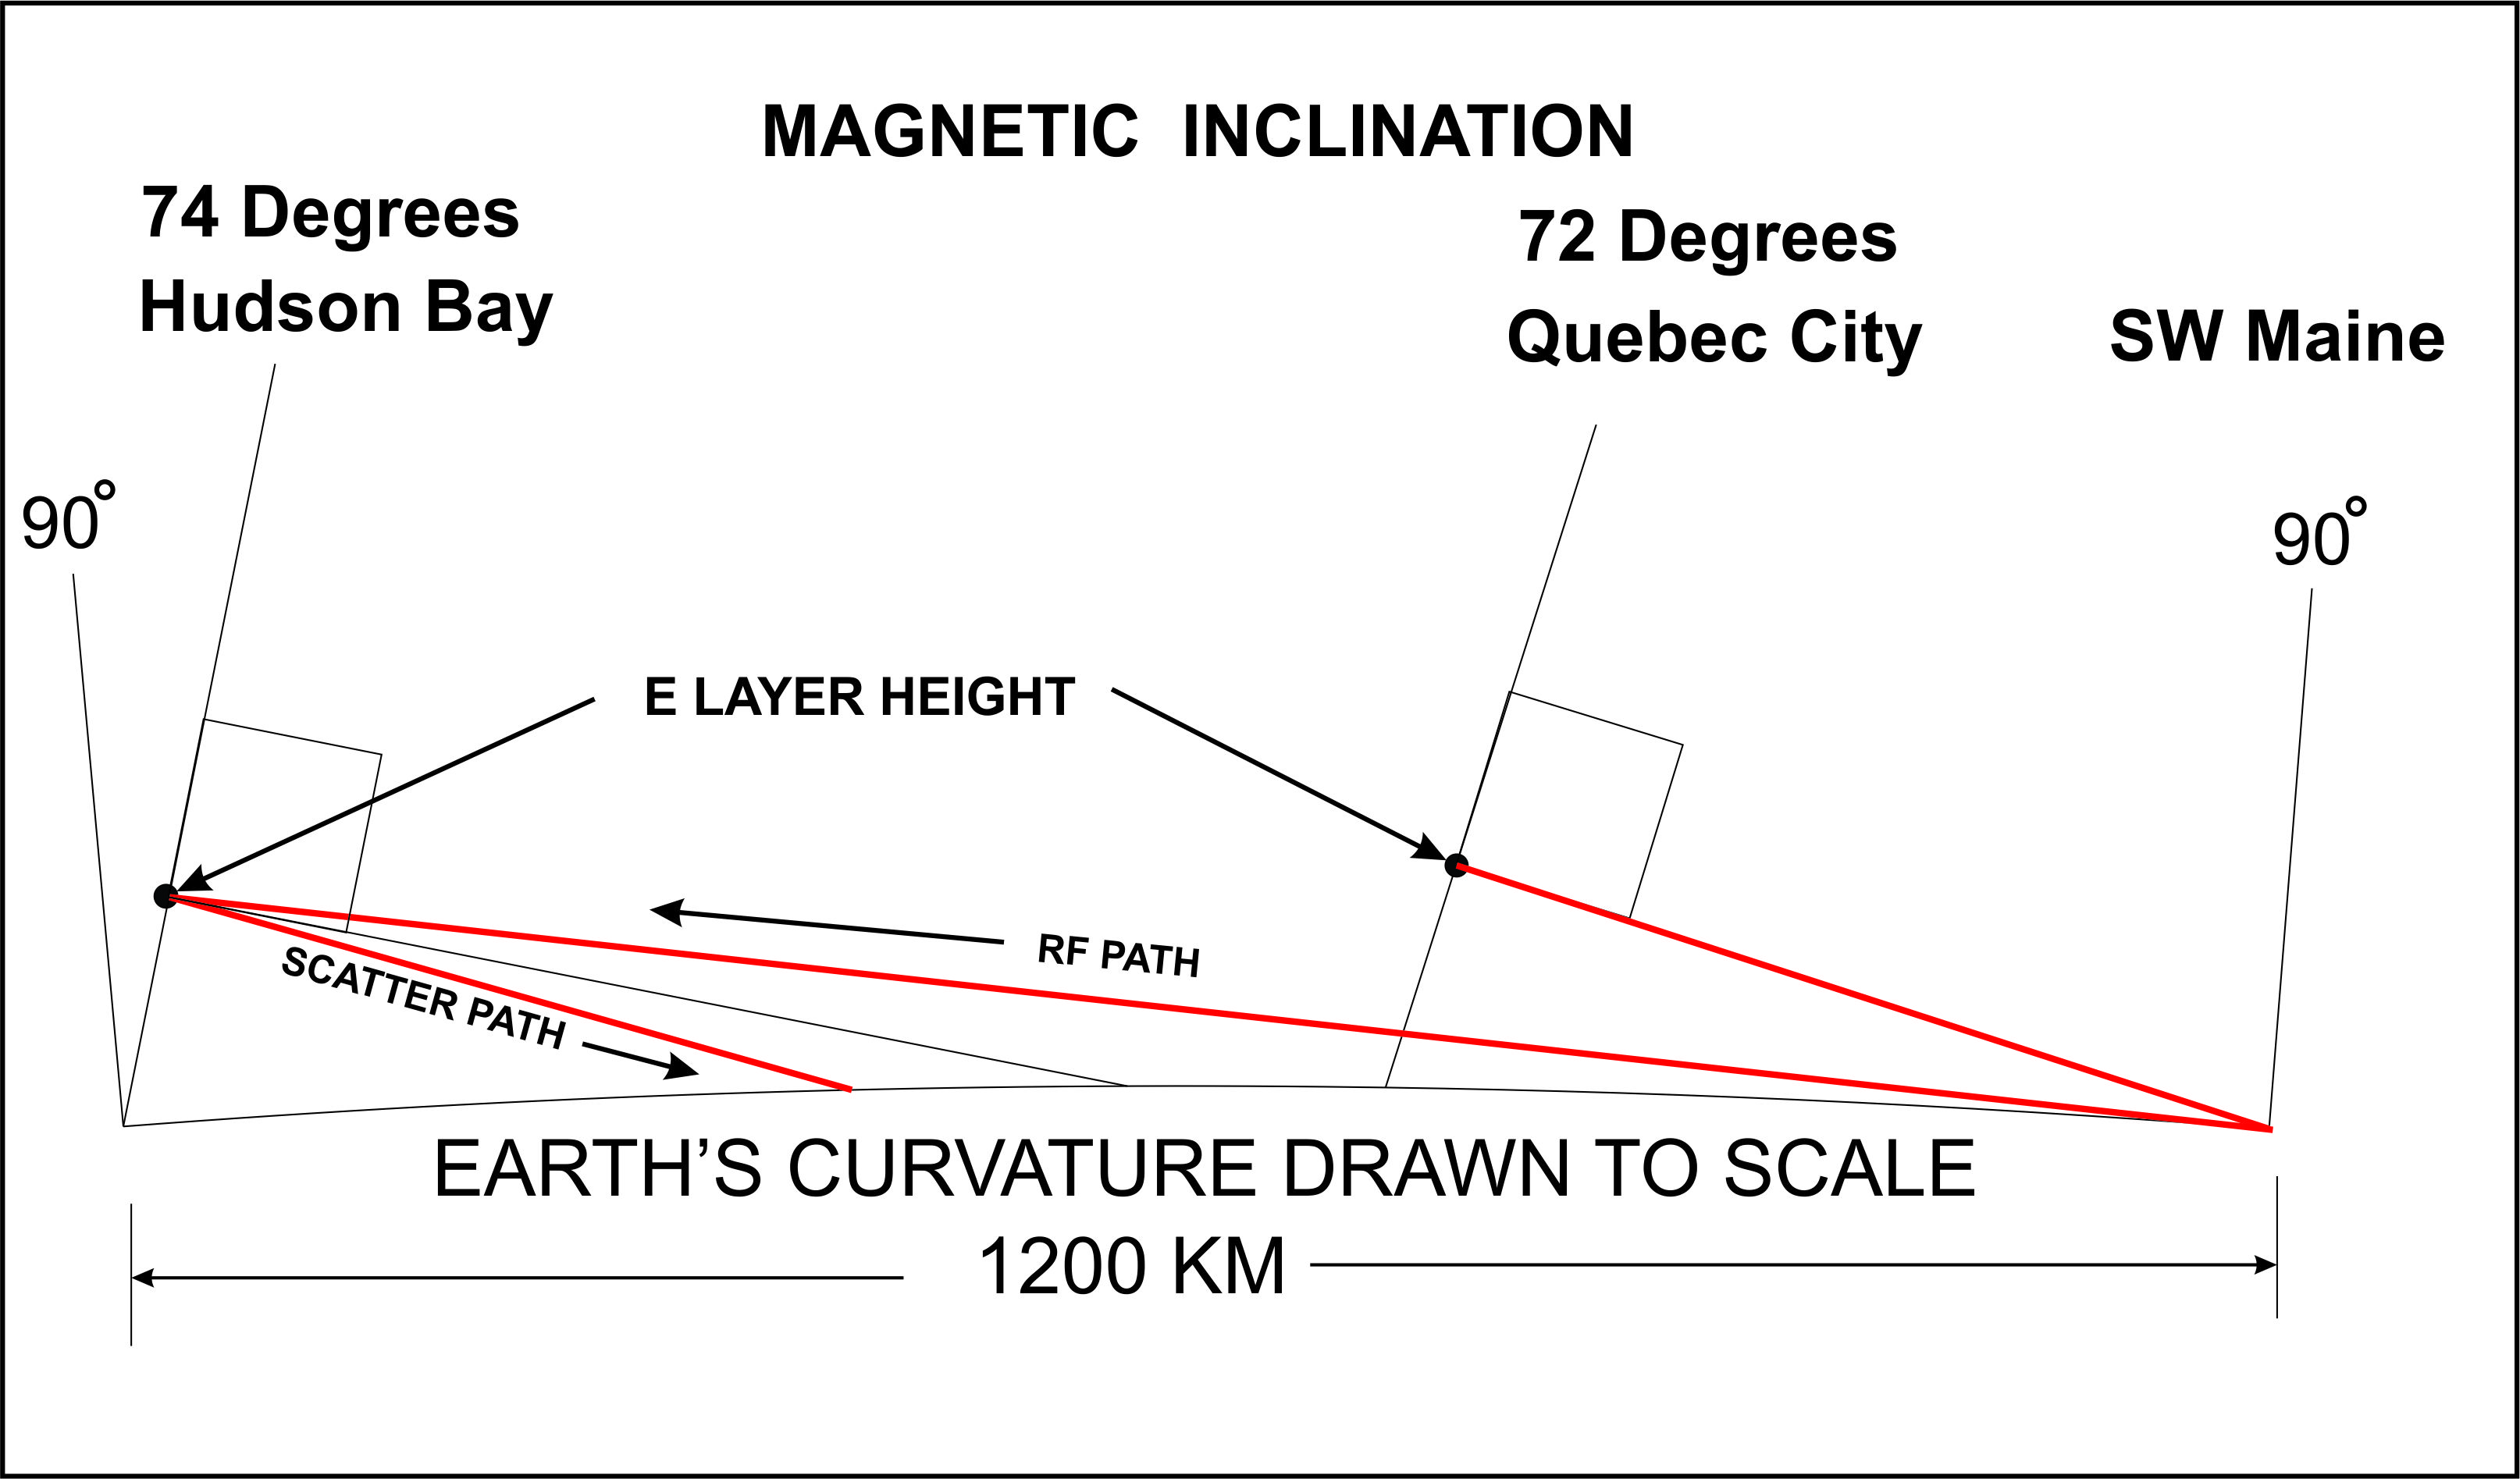 MAGNETIC INCLINATION
74 Degrees
Hudson Bay
72 Degrees
Quebec City
SW Maine
90°
90°
E LAYER HEIGHT
RF PATH
SCATTER PATH
EARTH'S CURVATURE DRAWN TO SCALE
1200 KM